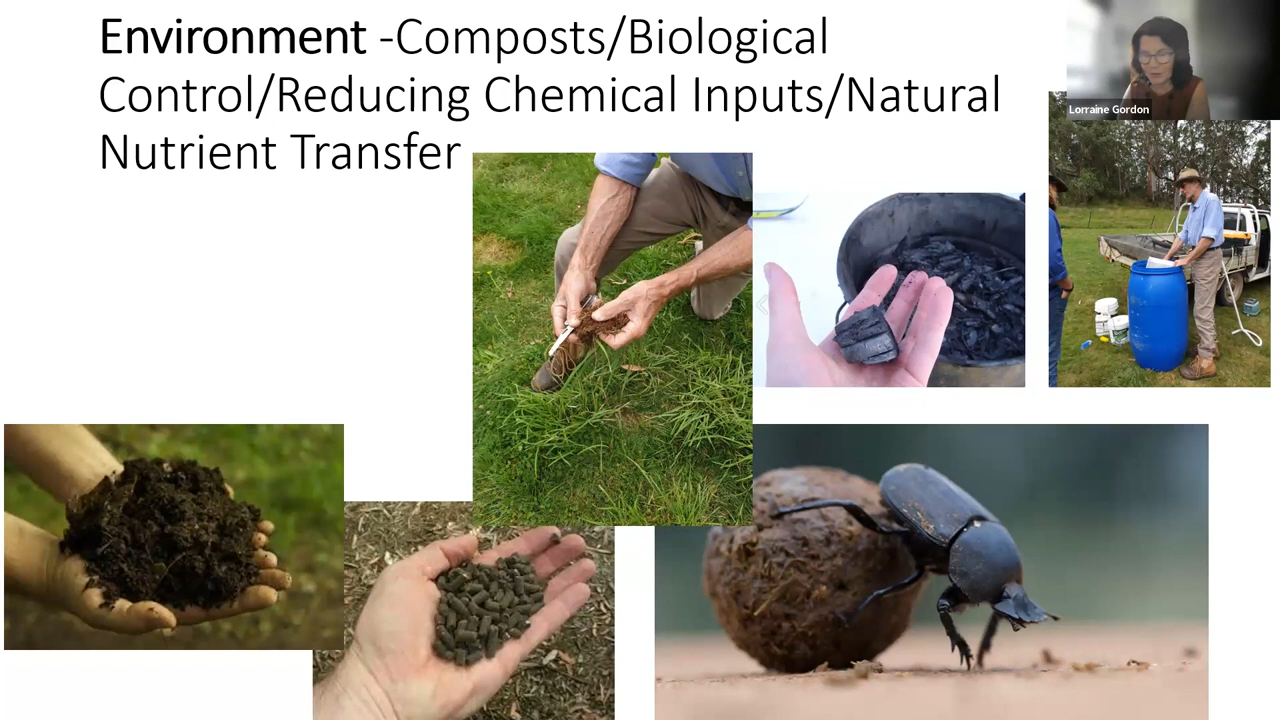 Environment -Composts/Biological
Control/Reducing Chemical Inputs/Natural
Nutrient Transfer
Lorraine Gordon